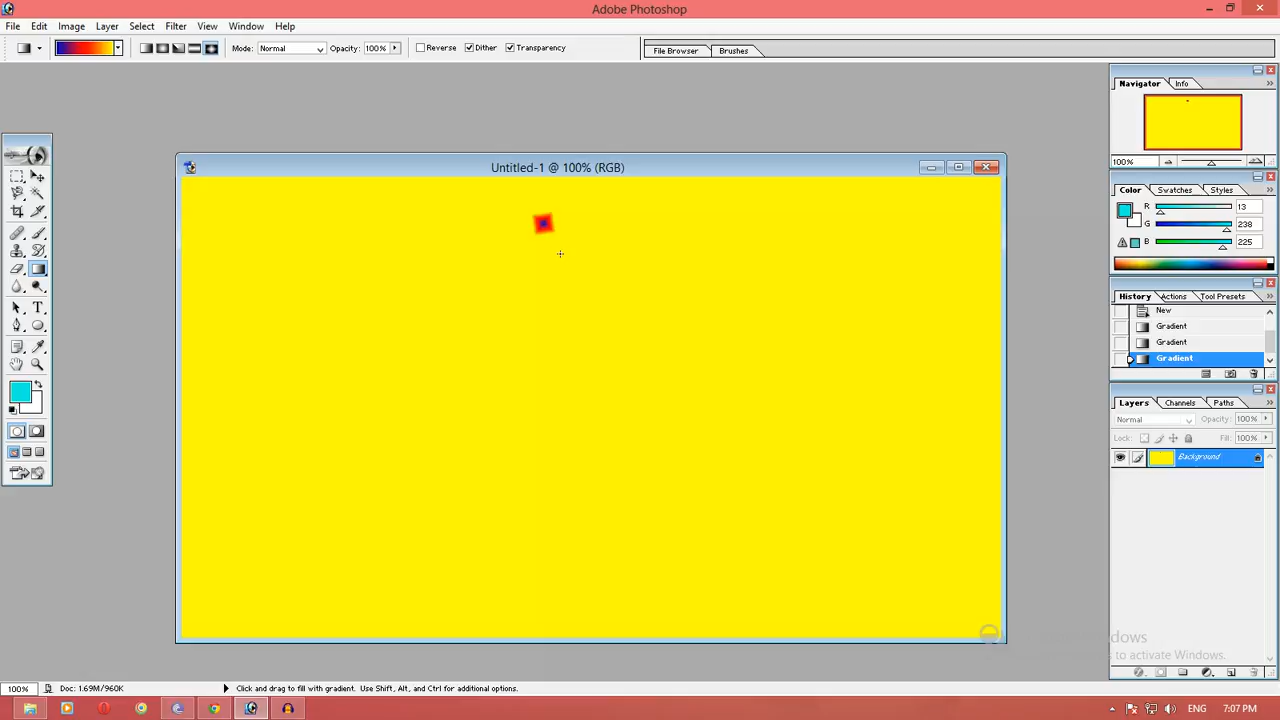 Adobe Photoshop
File Edit Image Layer Select Filter View Window Help
Mode: Normal Opacity: 100% Reverse Dither Transparency File Browser Brushes
Navigator Info
100%
Untitled-1 @ 100% (RGB)
Color Swatches Styles
R 13
G 238
B 225
History Actions Tool Presets
New
Gradient
Gradient
Gradient
Layers Channels Paths
Normal Opacity: 100%
Lock: Fill: 100%
Background
to activate Windows.
100% Doc: 1.69M/960K Click and drag to fill with gradient. Use Shift, Alt, and Ctrl for additional options.
ENG 7:07 PM